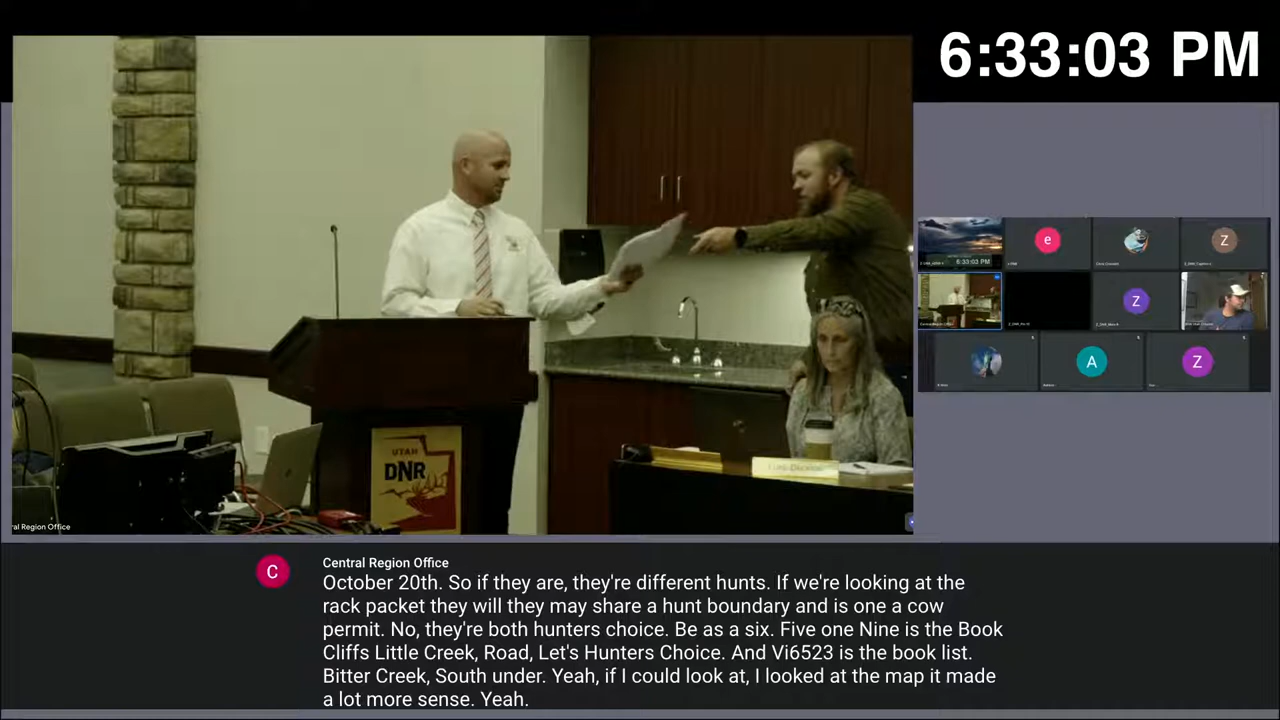 6:33:03 PM
e
Z
6:33:03 PM
Z
A
Z
UTAH
DNR
ral Region Office
C
Central Region Office
October 20th. So if they are, they're different hunts. If we're looking at the
rack packet they will they may share a hunt boundary and is one a cow
permit. No, they're both hunters choice. Be as a six. Five one Nine is the Book
Cliffs Little Creek, Road, Let's Hunters Choice. And Vi6523 is the book list.
Bitter Creek, South under. Yeah, if I could look at, I looked at the map it made
a lot more sense. Yeah.